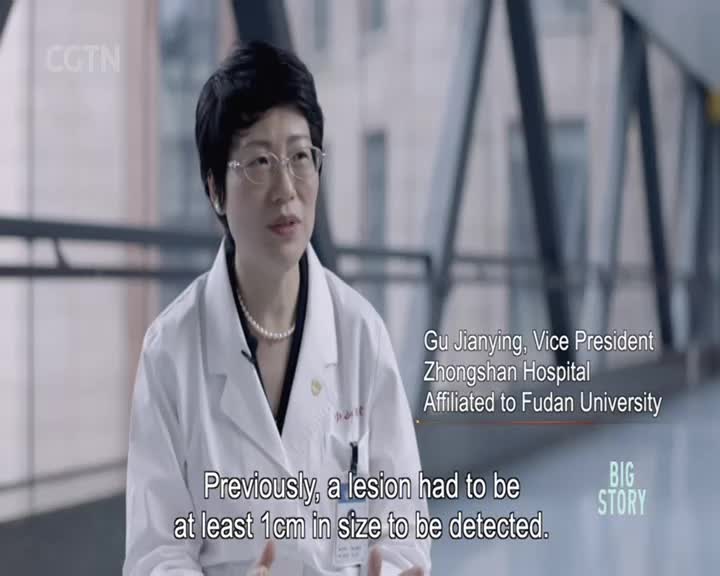 CGTN
Gu Jianying, Vice President
Zhongshan Hospital
Affiliated to Fudan University
BIG
STORY
Previously, a lesion had to be
at least 1cm in size to be detected.